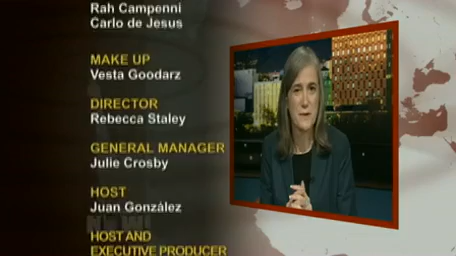 Rah Campenni
Carlo de Jesus
MAKE UP
Vesta Goodarz
DIRECTOR
Rebecca Staley
GENERAL MANAGER
Julie Crosby
HOST
Juan González
HOST AND
EXECUTIVE PRODUCER